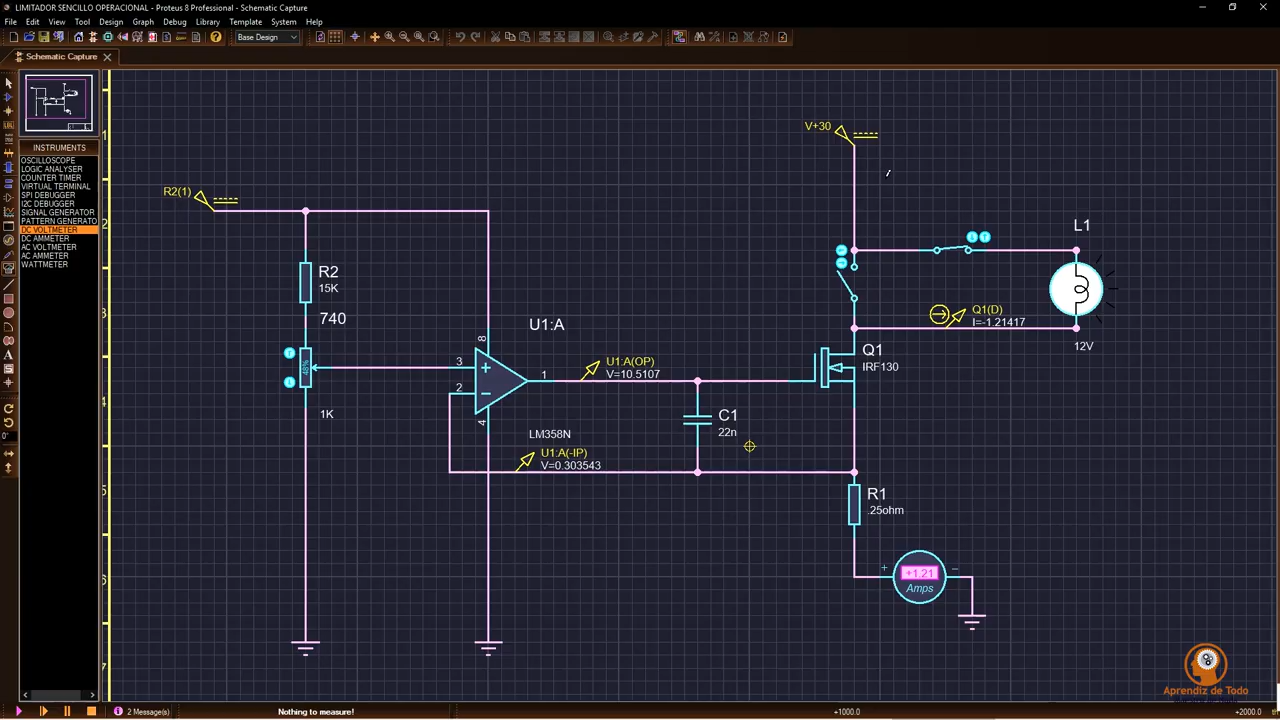 LIMITADOR SENCILLO OPERACIONAL - Proteus 8 Professional - Schematic Capture
File Edit View Tool Design Graph Debug Library Template System Help
Base Design
Schematic Capture
INSTRUMENTS
OSCILLOSCOPE
LOGIC ANALYSER
COUNTER TIMER
VIRTUAL TERMINAL
SPI DEBUGGER
I2C DEBUGGER
SIGNAL GENERATOR
PATTERN GENERATO
DC VOLTMETER
DC AMMETER
AC VOLTMETER
AC AMMETER
WATTMETER
V+30
R2(1)
L1
R2
15K
740
48%
1K
U1:A
8
3
2
1
4
LM358N
U1:A(OP)
V=10.5107
U1:A(-IP)
V=0.303543
C1
22n
Q1(D)
I=-1.21417
12V
Q1
IRF130
R1
.25ohm
+1.21
Amps
Aprendiz de Todo
2 Message(s)
Nothing to measure!
+1000.0
+2000.0